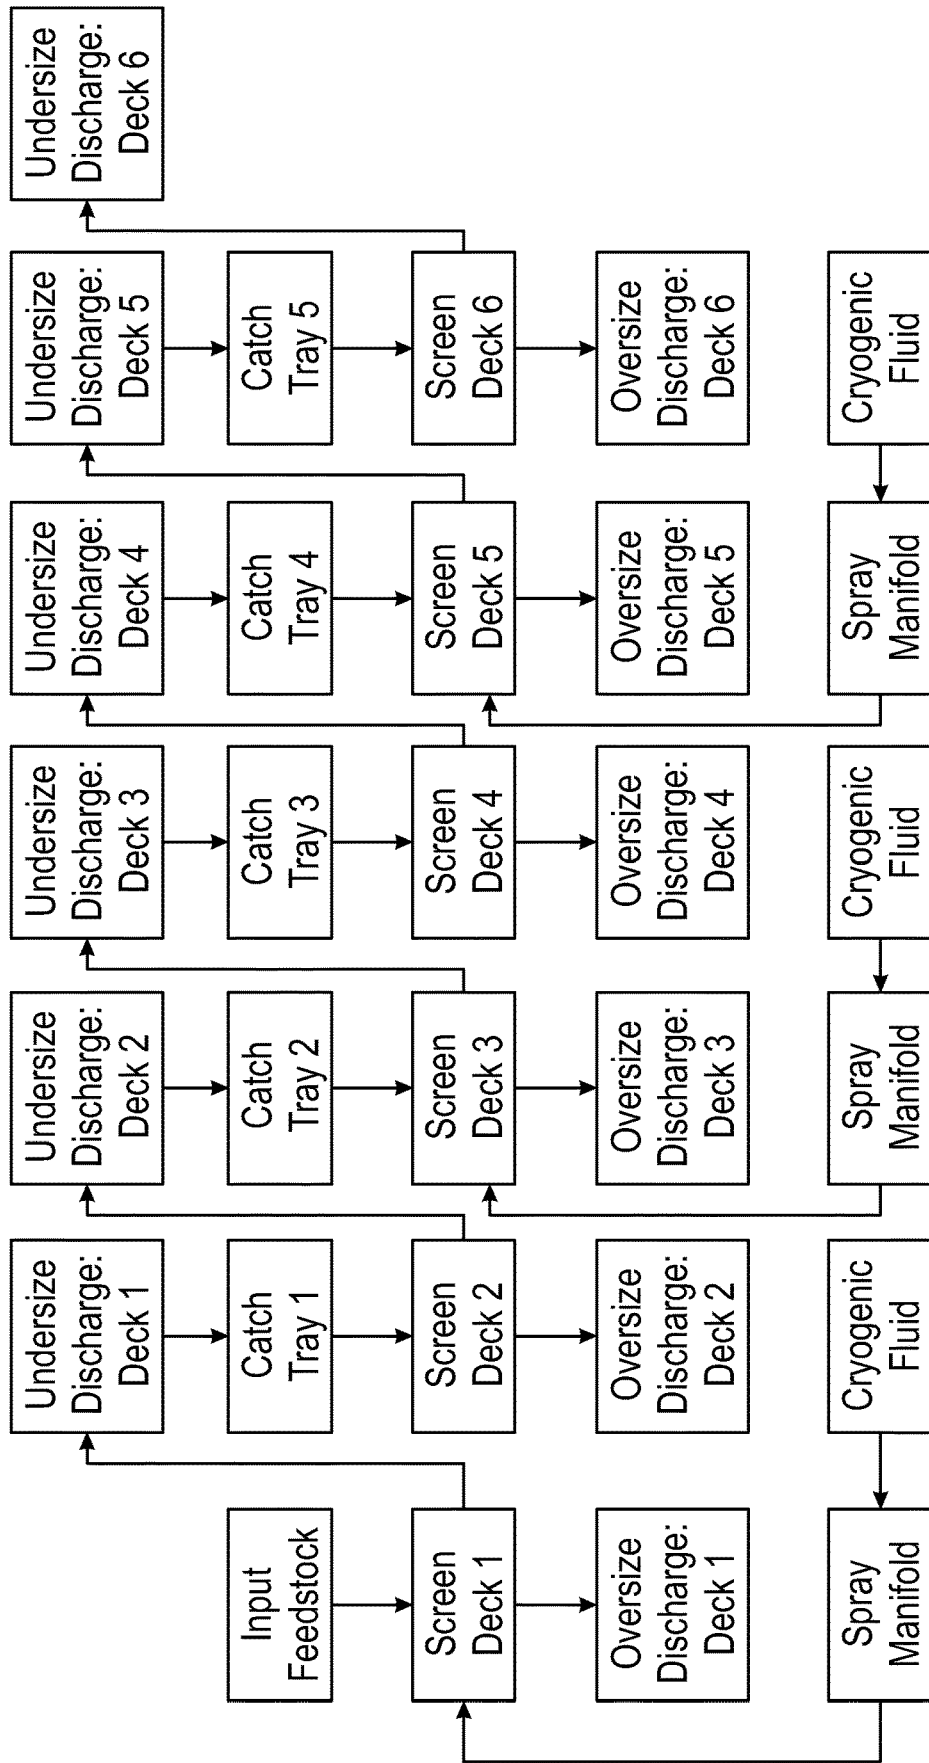 Undersize
Discharge:
Deck 1
Undersize
Discharge:
Deck 2
Undersize
Discharge:
Deck 3
Undersize
Discharge:
Deck 4
Undersize
Discharge:
Deck 5
Undersize
Discharge:
Deck 6
Input
Feedstock
Catch
Tray 1
Catch
Tray 2
Catch
Tray 3
Catch
Tray 4
Catch
Tray 5
Screen
Deck 1
Screen
Deck 2
Screen
Deck 3
Screen
Deck 4
Screen
Deck 5
Screen
Deck 6
Oversize
Discharge:
Deck 1
Oversize
Discharge:
Deck 2
Oversize
Discharge:
Deck 3
Oversize
Discharge:
Deck 4
Oversize
Discharge:
Deck 5
Oversize
Discharge:
Deck 6
Spray
Manifold
Cryogenic
Fluid
Spray
Manifold
Cryogenic
Fluid
Spray
Manifold
Cryogenic
Fluid